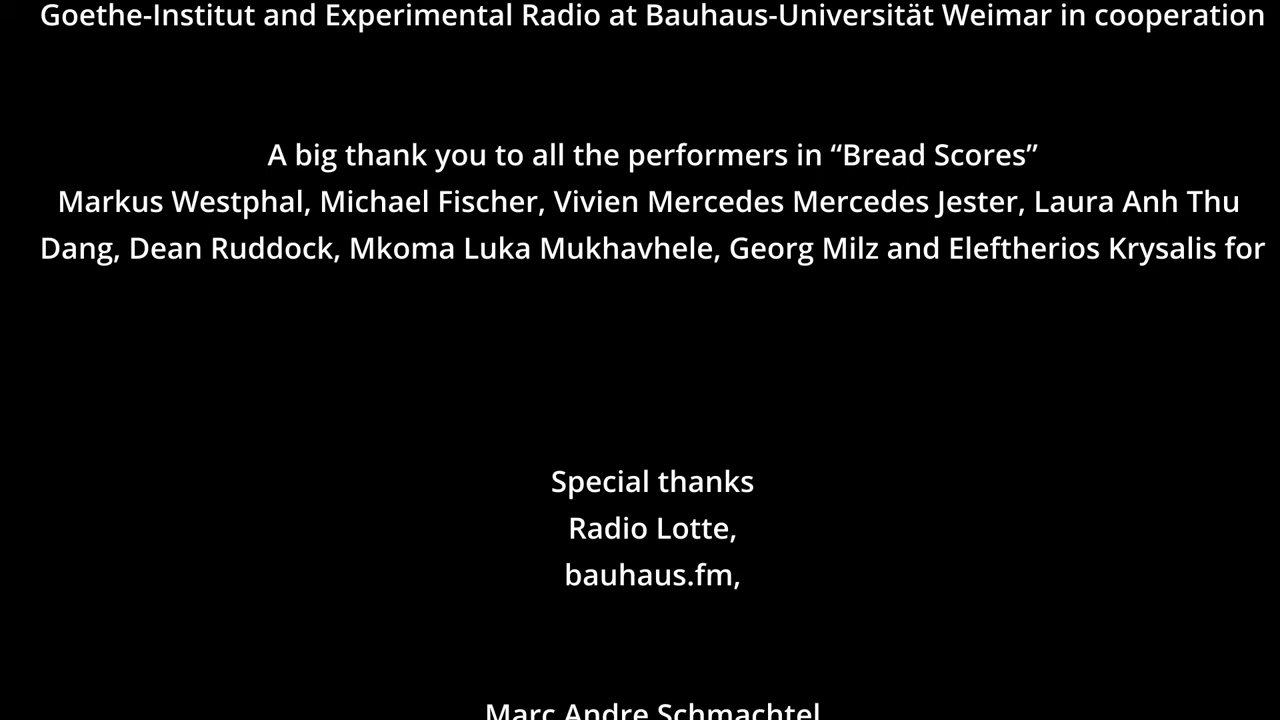 Goethe-Institut and Experimental Radio at Bauhaus-Universität Weimar in cooperation
A big thank you to all the performers in “Bread Scores”
Markus Westphal, Michael Fischer, Vivien Mercedes Mercedes Jester, Laura Anh Thu
Dang, Dean Ruddock, Mkoma Luka Mukhavhele, Georg Milz and Eleftherios Krysalis for
Special thanks
Radio Lotte,
bauhaus.fm,
Marc Andre Schmachtel